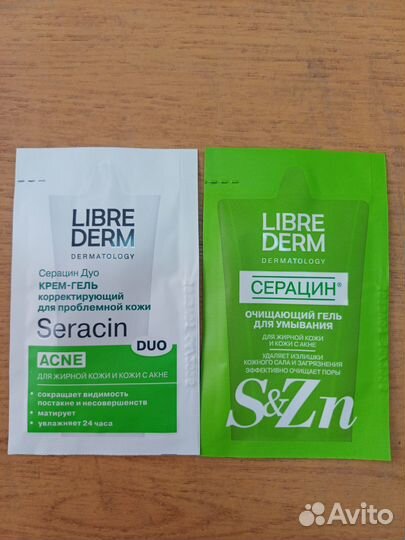 LIBRE
DERM
DERMATOLOGY
Серацин Дуо
КРЕМ-ГЕЛЬ
корректирующий
для проблемной кожи
Seracin
DUO
ACNE
ДЛЯ ЖИРНОЙ КОЖИ И КОЖИ С АКНЕ
• сокращает видимость
постакне и несовершенств
• матирует
• увлажняет 24 часа
LIBRE
DERM
DERMATOLOGY
СЕРАЦИН®
ОЧИЩАЮЩИЙ ГЕЛЬ
ДЛЯ УМЫВАНИЯ
ДЛЯ ЖИРНОЙ КОЖИ
И КОЖИ С АКНЕ
УДАЛЯЕТ ИЗЛИШКИ
КОЖНОГО САЛА И ЗАГРЯЗНЕНИЯ
ЭФФЕКТИВНО ОЧИЩАЕТ ПОРЫ
S&Zn
Avito